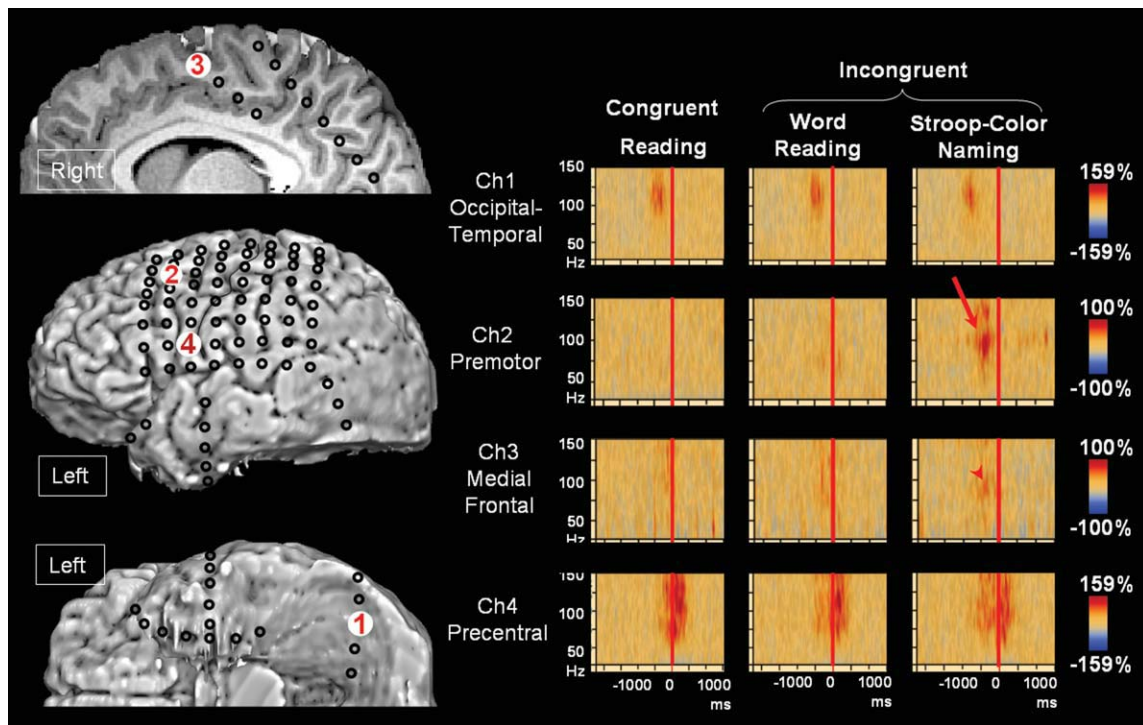 3
Right
2
4
Left
Left
1
Incongruent
Congruent
Reading
Word
Reading
Stroop-Color
Naming
Ch1
Occipital-
Temporal
150
100
50
Hz
159%
-159%
Ch2
Premotor
150
100
50
Hz
100%
-100%
Ch3
Medial
Frontal
150
100
50
Hz
100%
-100%
Ch4
Precentral
150
100
50
Hz
159%
-159%
-1000 0 1000
ms
-1000 0 1000
ms
-1000 0 1000
ms